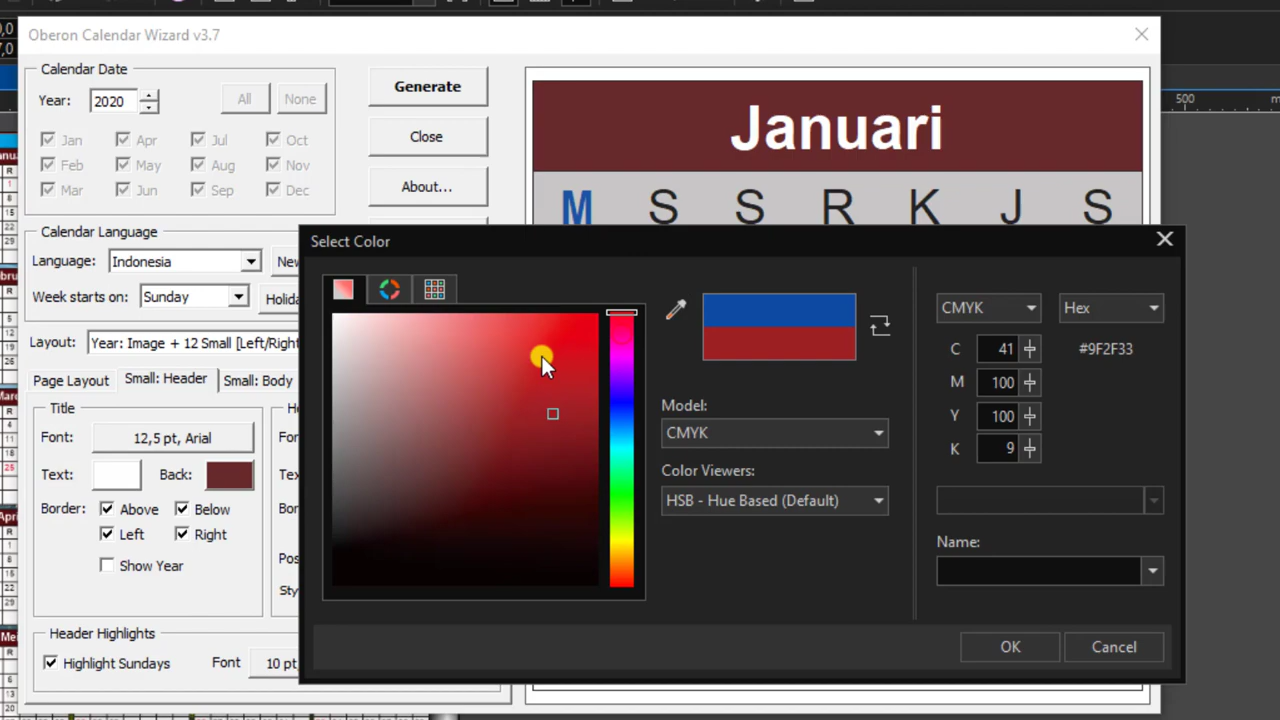 Oberon Calendar Wizard v3.7
Calendar Date
Year: 2020 All None
Jan Apr Jul Oct
Feb May Aug Nov
Mar Jun Sep Dec
Generate
Close
About...
Calendar Language
Language: Indonesia
Week starts on: Sunday
Layout: Year: Image + 12 Small [Left/Right
Page Layout Small: Header Small: Body
Title
Font: 12,5 pt, Arial
Text: Back:
Border: Above Below
Left Right
Show Year
Header Highlights
Highlight Sundays Font 10 pt,
Januari
M S S R K J S
500
Select Color
CMYK Hex
C 41 #9F2F33
M 100
Y 100
K 9
Model:
CMYK
Color Viewers:
HSB - Hue Based (Default)
Name:
OK Cancel